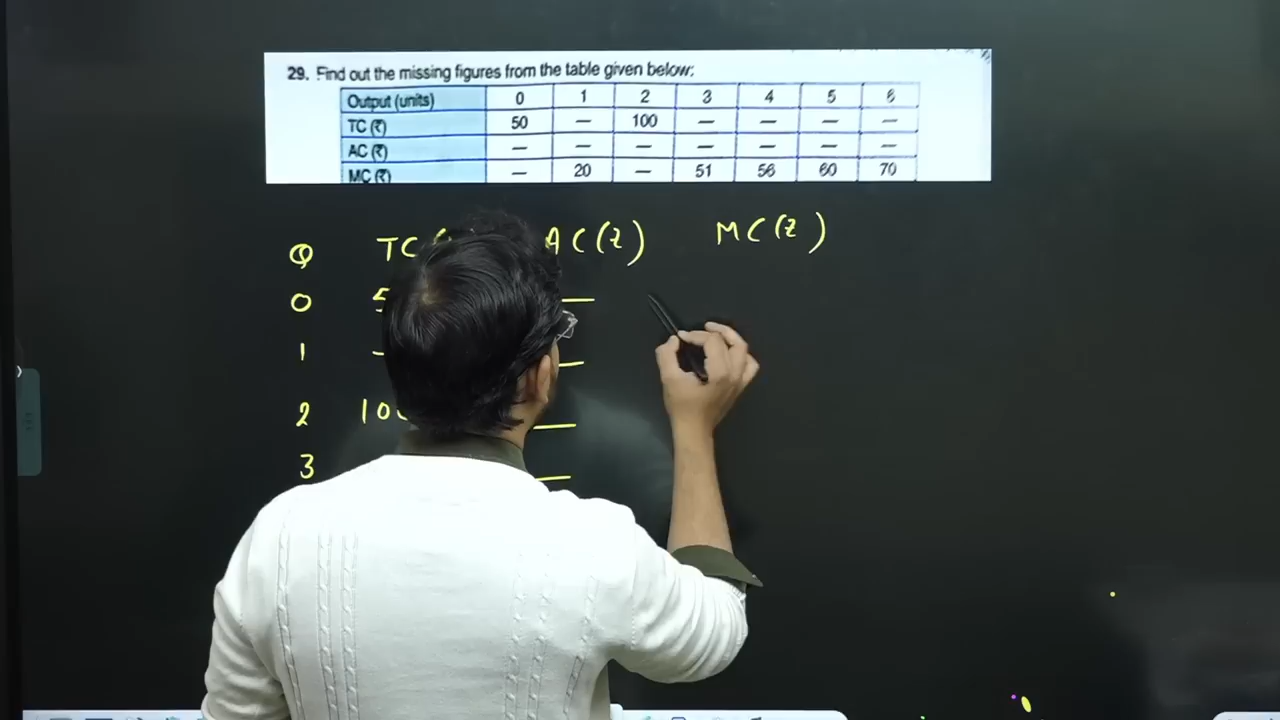 29. Find out the missing figures from the table given below:
Output (units) 0 1 2 3 4 5 6
TC (₹) 50 — 100 — — — —
AC (₹) — — — — — — —
MC (₹) — 20 — 51 56 60 70
Q TC AC(₹) MC(₹)
0 —
1 —
2 —
3 —